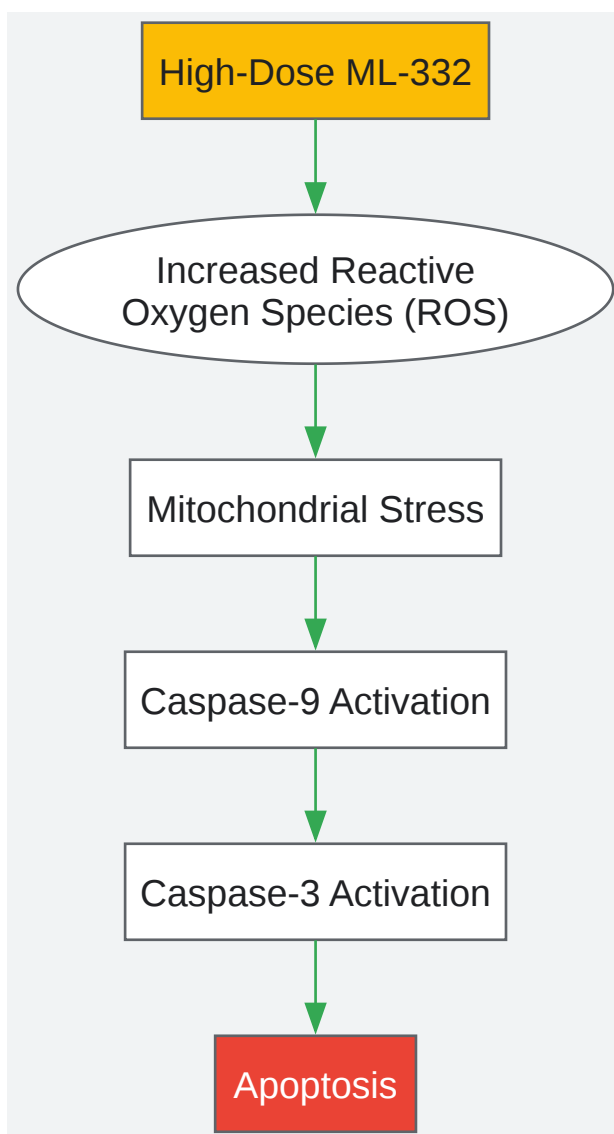 High-Dose ML-332
Increased Reactive
Oxygen Species (ROS)
Mitochondrial Stress
Caspase-9 Activation
Caspase-3 Activation
Apoptosis